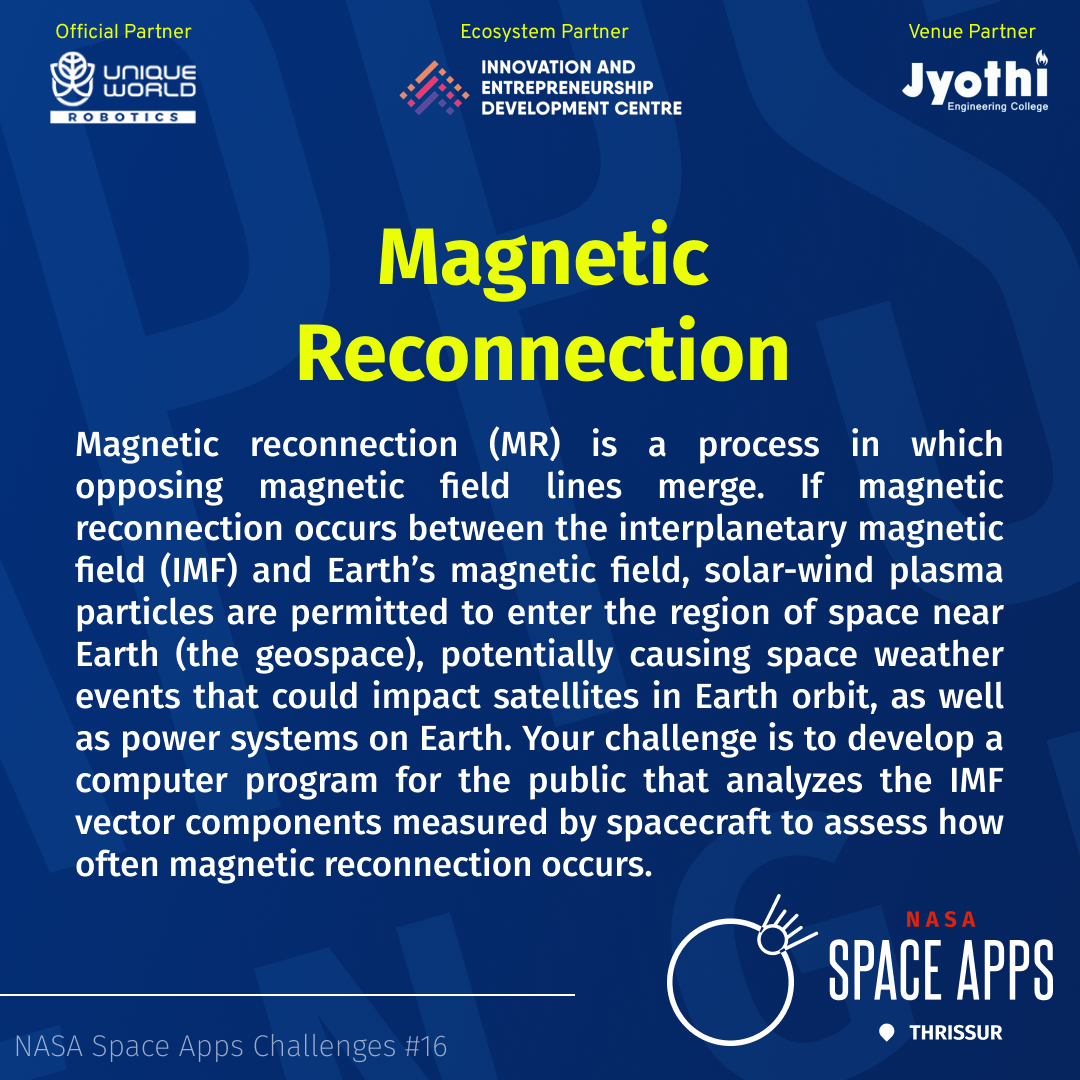 Official Partner
UNIQUE
WORLD
ROBOTICS
Ecosystem Partner
INNOVATION AND
ENTREPRENEURSHIP
DEVELOPMENT CENTRE
Venue Partner
Jyothi
Engineering College
Magnetic
Reconnection
Magnetic reconnection (MR) is a process in which
opposing magnetic field lines merge. If magnetic
reconnection occurs between the interplanetary magnetic
field (IMF) and Earth’s magnetic field, solar-wind plasma
particles are permitted to enter the region of space near
Earth (the geospace), potentially causing space weather
events that could impact satellites in Earth orbit, as well
as power systems on Earth. Your challenge is to develop a
computer program for the public that analyzes the IMF
vector components measured by spacecraft to assess how
often magnetic reconnection occurs.
NASA
SPACE APPS
THRISSUR
NASA Space Apps Challenges #16